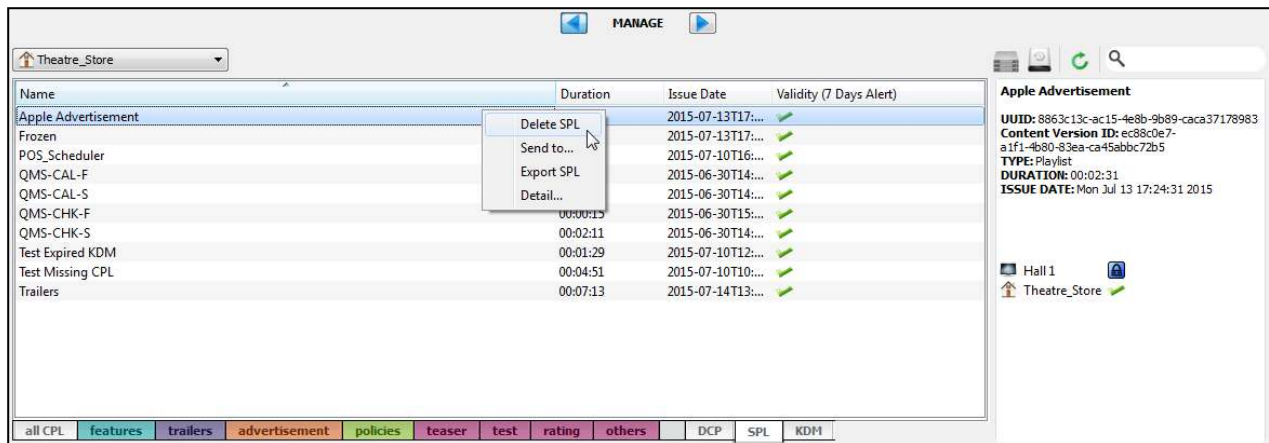 MANAGE
Theatre_Store
Name Duration Issue Date Validity (7 Days Alert)
Apple Advertisement 2015-07-13T17:...
Frozen 2015-07-13T17:...
POS_Scheduler 2015-07-10T16:...
QMS-CAL-F 2015-06-30T14:...
QMS-CAL-S 2015-06-30T14:...
QMS-CHK-F 00:00:15 2015-06-30T15:...
QMS-CHK-S 00:02:11 2015-06-30T14:...
Test Expired KDM 00:01:29 2015-07-10T12:...
Test Missing CPL 00:04:51 2015-07-10T10:...
Trailers 00:07:13 2015-07-14T13:...
Delete SPL
Send to...
Export SPL
Detail...
Apple Advertisement
UUID: 8863c13c-ac15-4e8b-9b89-caca37178983
Content Version ID: ec88c0e7-
a1f1-4b80-83ea-ca45abbc72b5
TYPE: Playlist
DURATION: 00:02:31
ISSUE DATE: Mon Jul 13 17:24:31 2015
Hall 1
Theatre_Store
all CPL features trailers advertisement policies teaser test rating others DCP SPL KDM